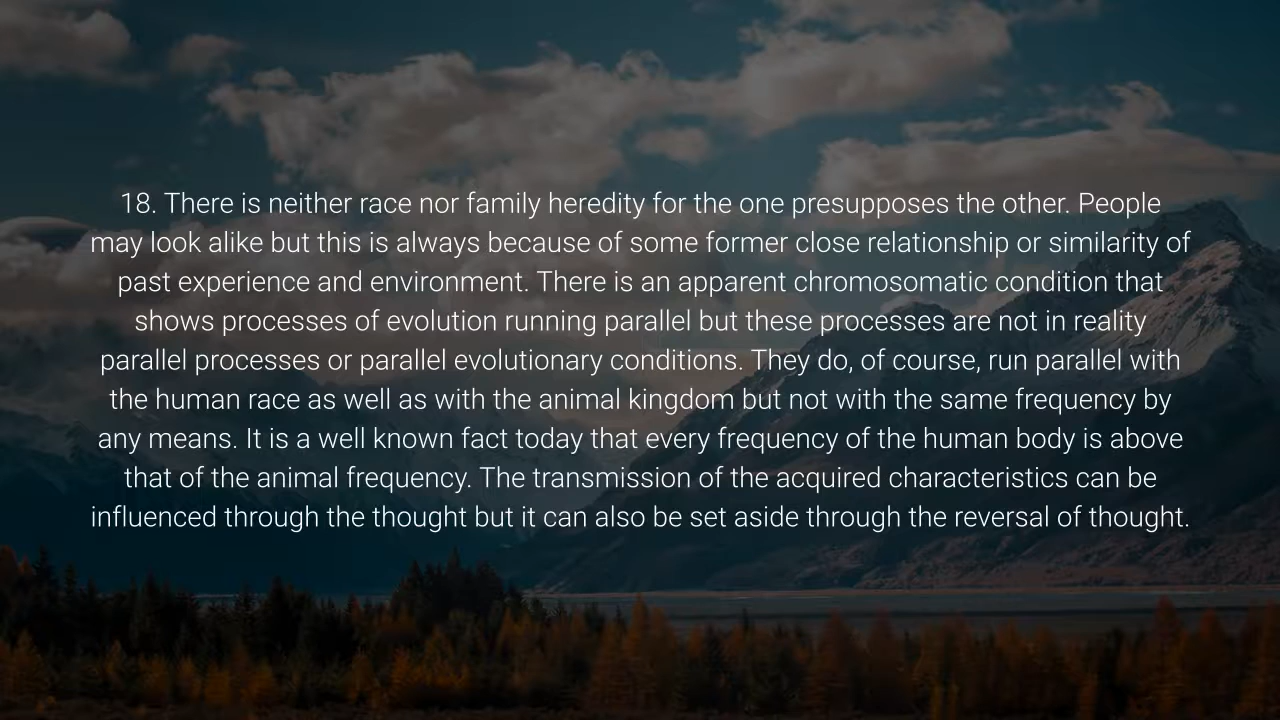 18. There is neither race nor family heredity for the one presupposes the other. People
may look alike but this is always because of some former close relationship or similarity of
past experience and environment. There is an apparent chromosomatic condition that
shows processes of evolution running parallel but these processes are not in reality
parallel processes or parallel evolutionary conditions. They do, of course, run parallel with
the human race as well as with the animal kingdom but not with the same frequency by
any means. It is a well known fact today that every frequency of the human body is above
that of the animal frequency. The transmission of the acquired characteristics can be
influenced through the thought but it can also be set aside through the reversal of thought.